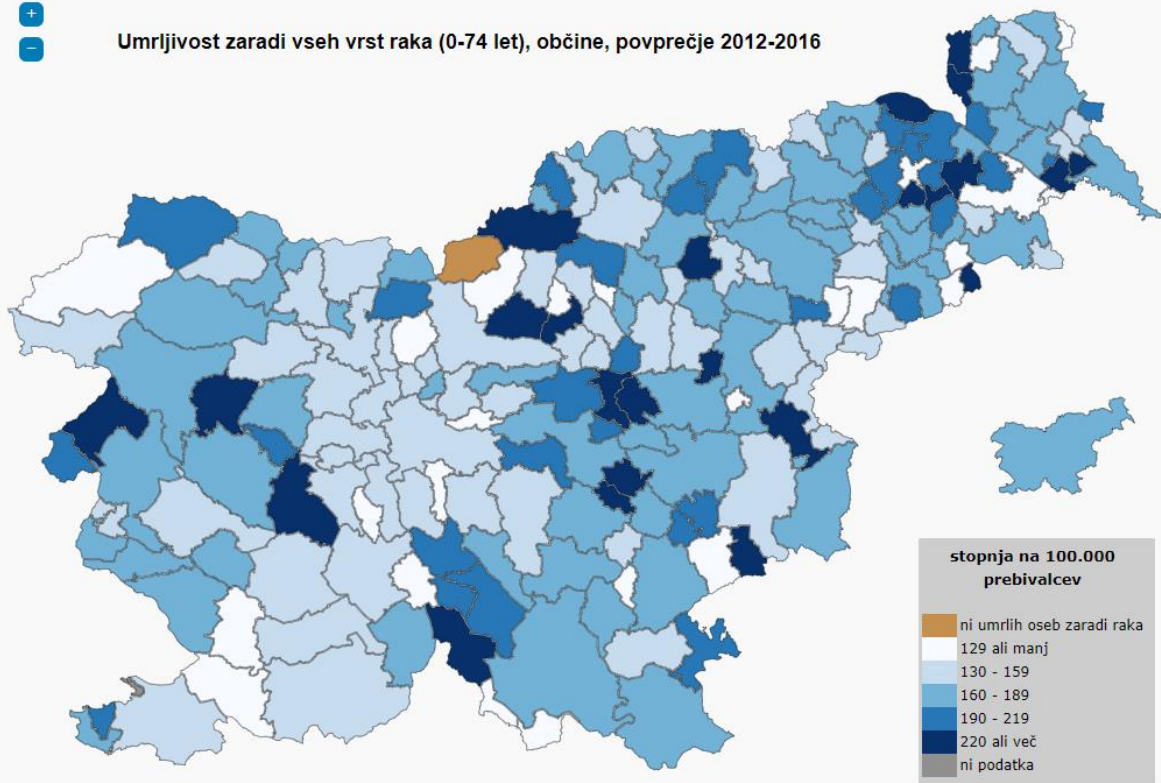 +
−
Umrljivost zaradi vseh vrst raka (0-74 let), občine, povprečje 2012-2016
stopnja na 100.000
prebivalcev
ni umrlih oseb zaradi raka
129 ali manj
130 - 159
160 - 189
190 - 219
220 ali več
ni podatka